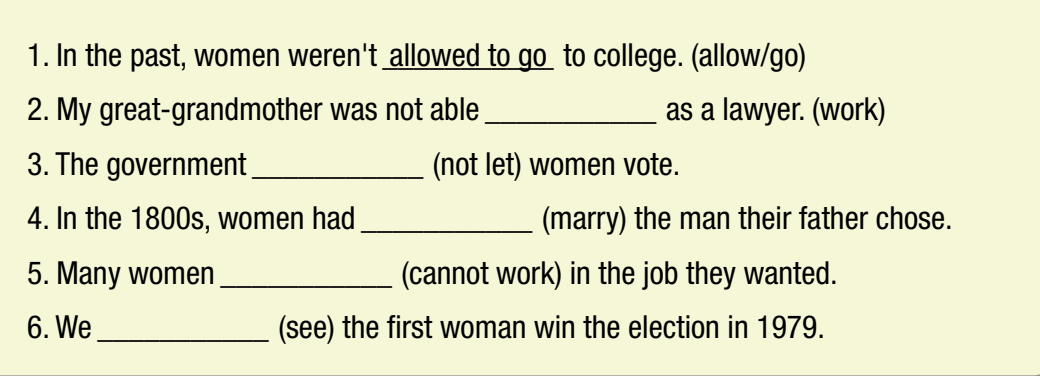 1. In the past, women weren't allowed to go to college. (allow/go)
2. My great-grandmother was not able ___________ as a lawyer. (work)
3. The government ___________ (not let) women vote.
4. In the 1800s, women had ___________ (marry) the man their father chose.
5. Many women ___________ (cannot work) in the job they wanted.
6. We ___________ (see) the first woman win the election in 1979.